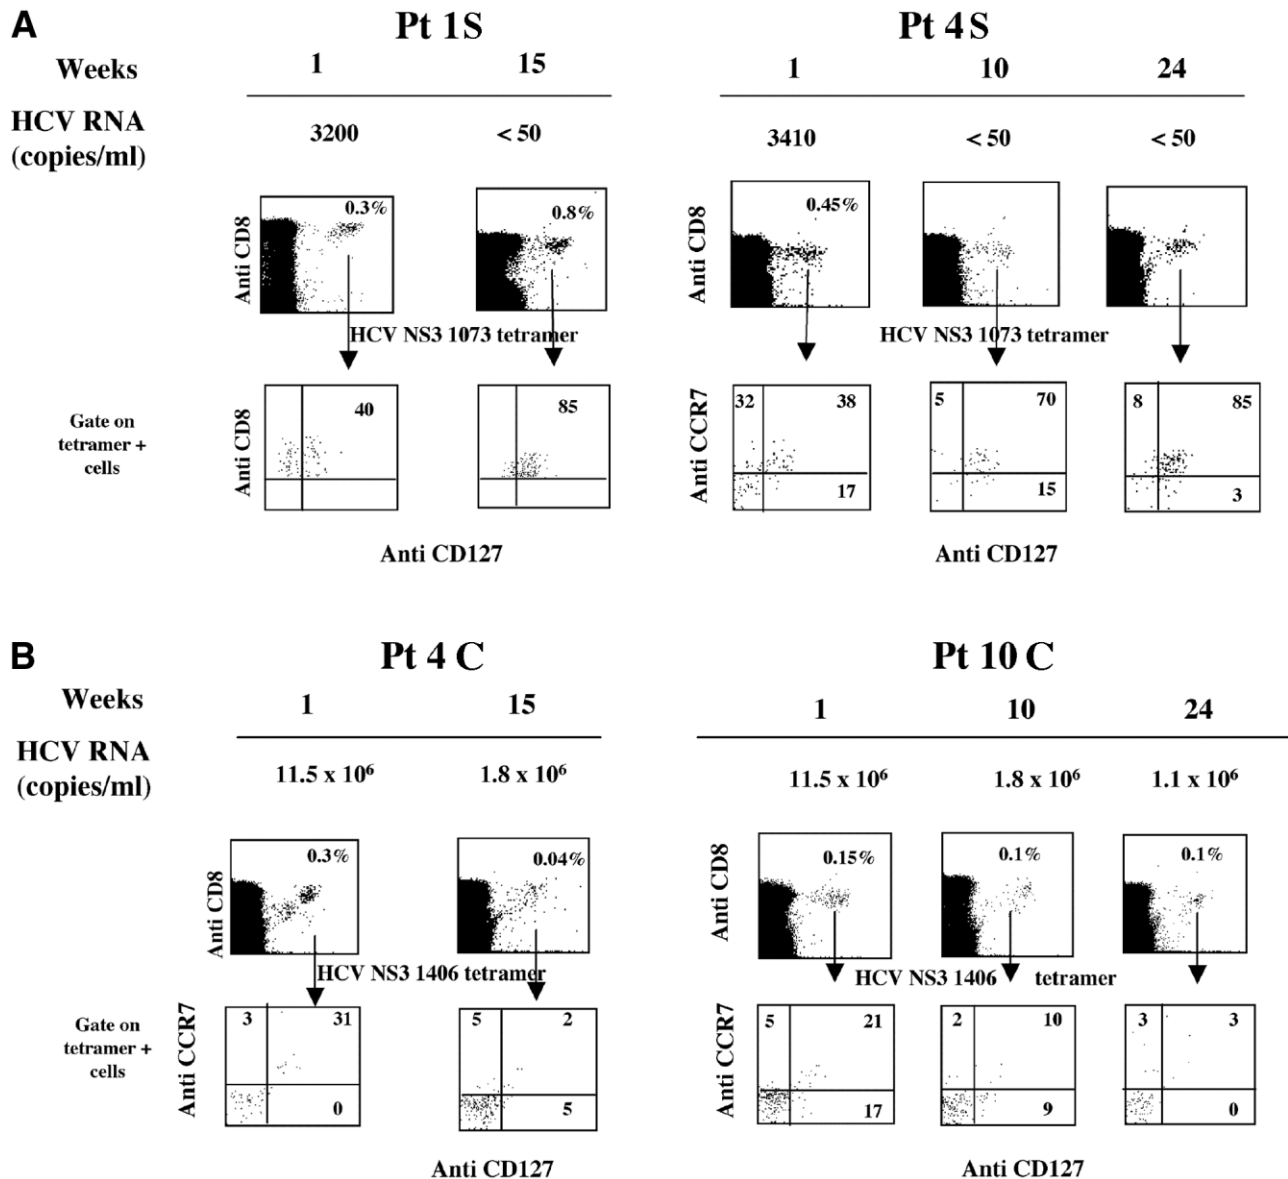 A
Pt 1S
Pt 4S
Weeks
1
15
1
10
24
HCV RNA
(copies/ml)
3200
< 50
3410
< 50
< 50
Anti CD8
0.3%
0.8%
Anti CD8
0.45%
HCV NS3 1073 tetramer
HCV NS3 1073 tetramer
Gate on
tetramer +
cells
Anti CD8
40
85
Anti CCR7
32
38
17
5
70
15
8
85
3
Anti CD127
Anti CD127
B
Pt 4 C
Pt 10 C
Weeks
1
15
1
10
24
HCV RNA
(copies/ml)
11.5 x 10⁶
1.8 x 10⁶
11.5 x 10⁶
1.8 x 10⁶
1.1 x 10⁶
Anti CD8
0.3%
0.04%
Anti CD8
0.15%
0.1%
0.1%
HCV NS3 1406 tetramer
HCV NS3 1406 tetramer
Gate on
tetramer +
cells
Anti CCR7
3
31
0
5
2
5
Anti CCR7
5
21
17
2
10
9
3
3
0
Anti CD127
Anti CD127